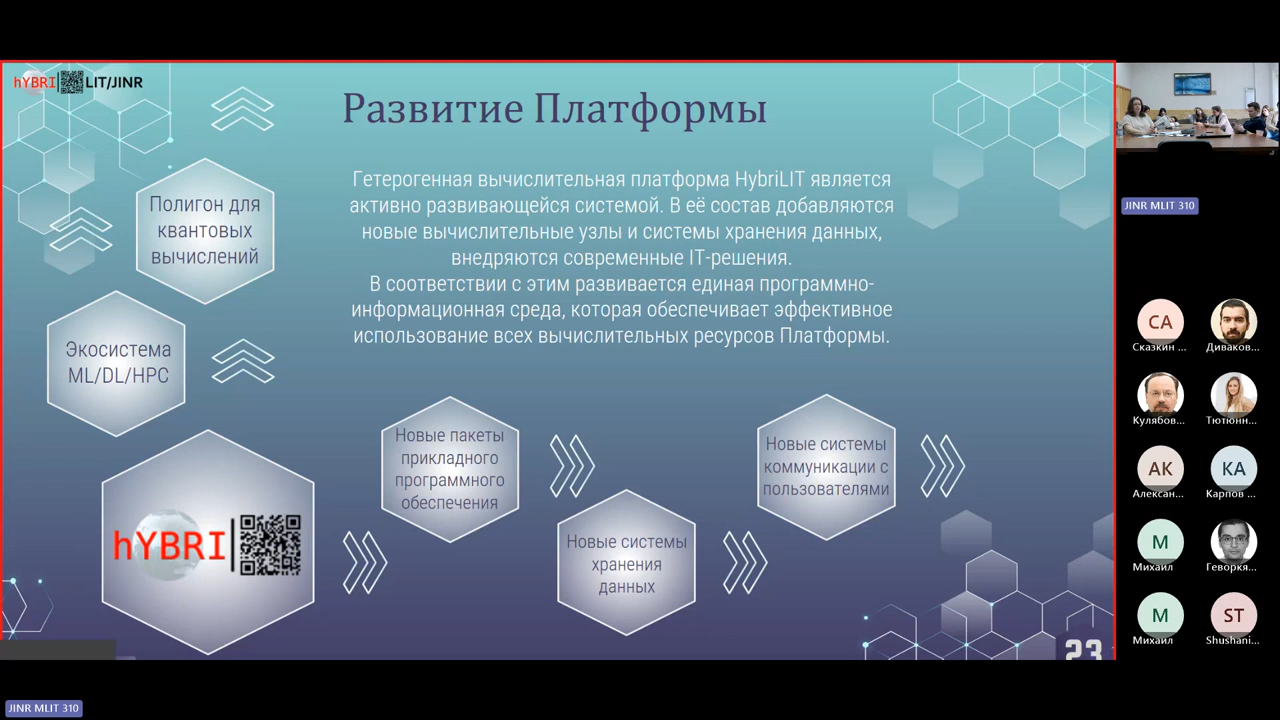 hYBRI LIT/JINR
Развитие Платформы
Гетерогенная вычислительная платформа HybriLIT является
активно развивающейся системой. В её состав добавляются
новые вычислительные узлы и системы хранения данных,
внедряются современные IT-решения.
В соответствии с этим развивается единая программно-
информационная среда, которая обеспечивает эффективное
использование всех вычислительных ресурсов Платформы.
Полигон для
квантовых
вычислений
Экосистема
ML/DL/HPC
hYBRI
Новые пакеты
прикладного
программного
обеспечения
Новые системы
хранения
данных
Новые системы
коммуникации с
пользователями
23
JINR MLIT 310
СА
Сказкин ...
Диваков...
Кулябов...
Тютюнн...
АК
Алексан...
КА
Карпов ...
М
Михаил
Геворкя...
М
Михаил
ST
Shushani...
JINR MLIT 310